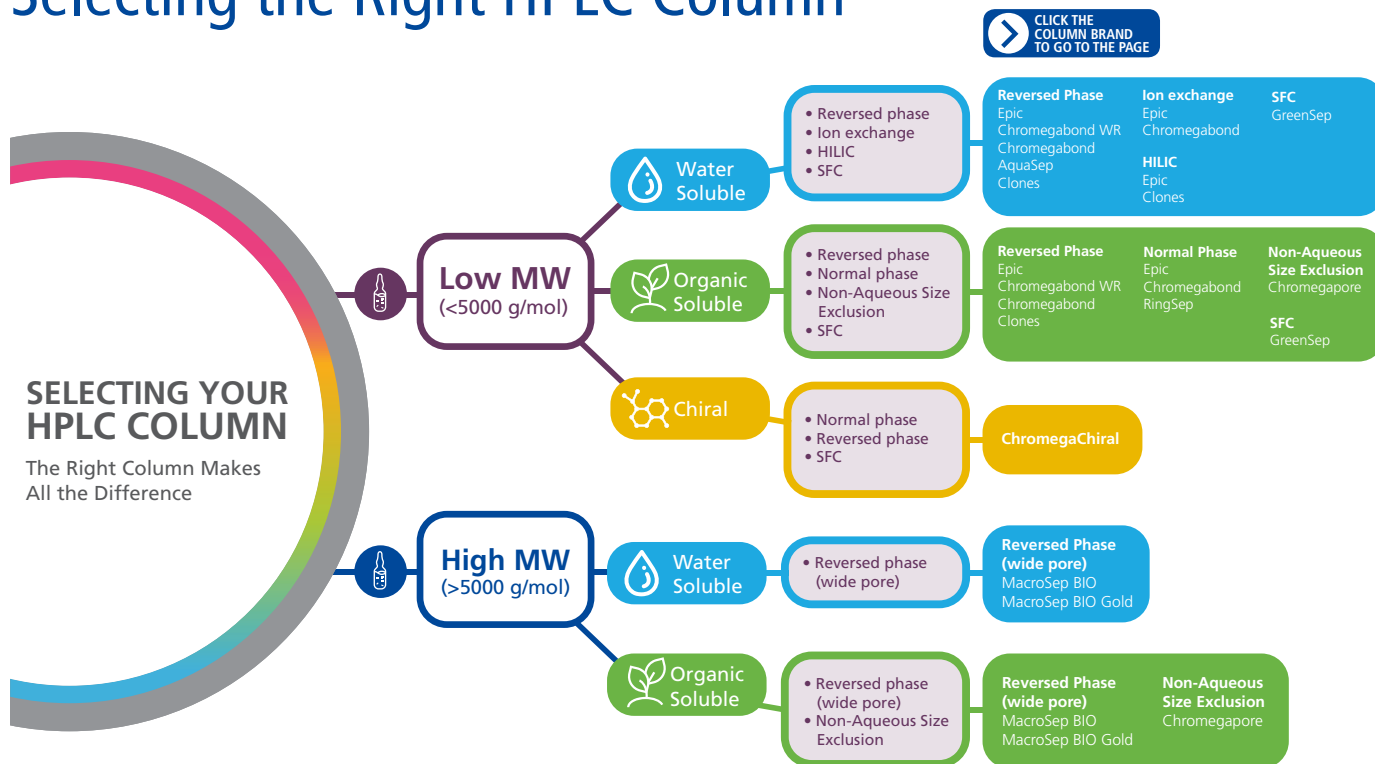 Selecting the Right HPLC Column
CLICK THE
COLUMN BRAND
TO GO TO THE PAGE
SELECTING YOUR
HPLC COLUMN
The Right Column Makes
All the Difference
Low MW
(<5000 g/mol)
Water
Soluble
• Reversed phase
• Ion exchange
• HILIC
• SFC
Reversed Phase
Epic
Chromegabond WR
Chromegabond
AquaSep
Clones
Ion exchange
Epic
Chromegabond
HILIC
Epic
Clones
SFC
GreenSep
Organic
Soluble
• Reversed phase
• Normal phase
• Non-Aqueous Size
Exclusion
• SFC
Reversed Phase
Epic
Chromegabond WR
Chromegabond
Clones
Normal Phase
Epic
Chromegabond
RingSep
Non-Aqueous
Size Exclusion
Chromegapore
SFC
GreenSep
Chiral
• Normal phase
• Reversed phase
• SFC
ChromegaChiral
High MW
(>5000 g/mol)
Water
Soluble
• Reversed phase
(wide pore)
Reversed Phase
(wide pore)
MacroSep BIO
MacroSep BIO Gold
Organic
Soluble
• Reversed phase
(wide pore)
• Non-Aqueous Size
Exclusion
Reversed Phase
(wide pore)
MacroSep BIO
MacroSep BIO Gold
Non-Aqueous
Size Exclusion
Chromegapore